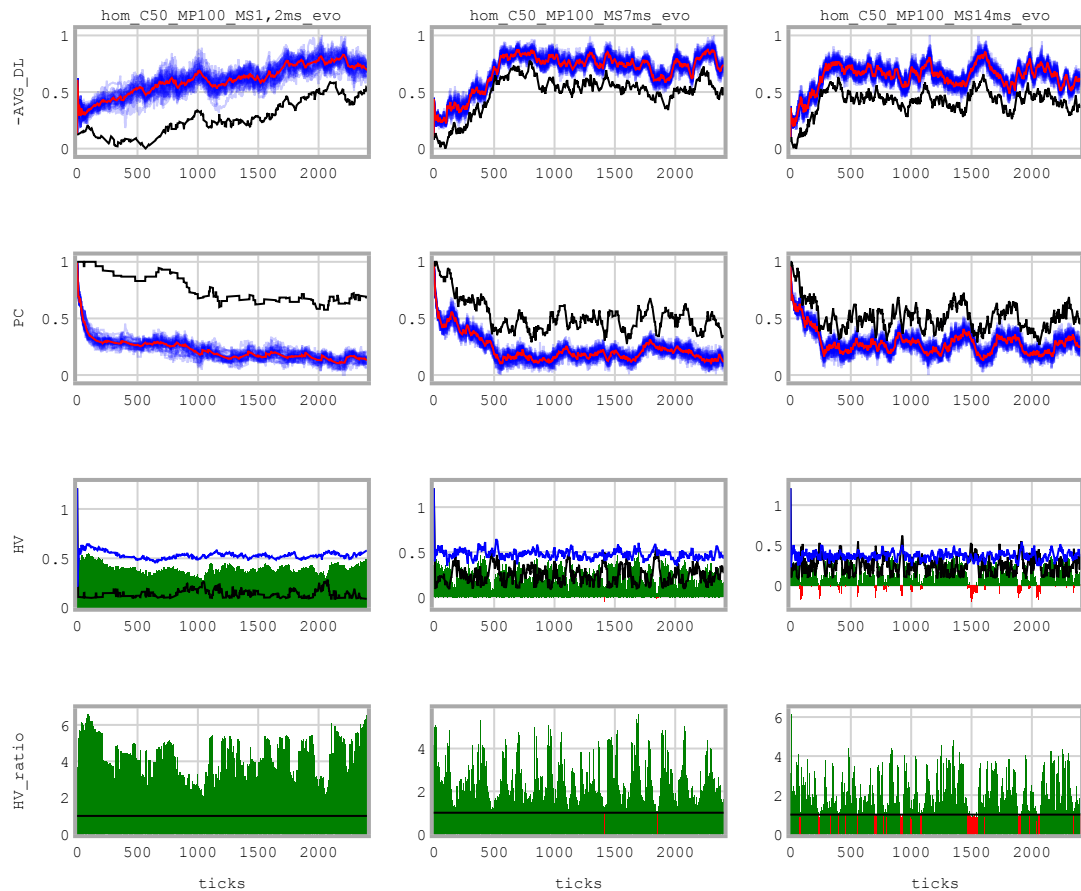 hom_C50_MP100_MS1,2ms_evo hom_C50_MP100_MS7ms_evo hom_C50_MP100_MS14ms_evo
-AVG_DL
1 1 1
0.5 0.5 0.5
0 0 0
0 500 1000 1500 2000 0 500 1000 1500 2000 0 500 1000 1500 2000
PC
1 1 1
0.5 0.5 0.5
0 0 0
0 500 1000 1500 2000 0 500 1000 1500 2000 0 500 1000 1500 2000
HV
1 1 1
0.5 0.5 0.5
0 0 0
0 500 1000 1500 2000 0 500 1000 1500 2000 0 500 1000 1500 2000
HV_ratio
6 6
4 4 4
2 2 2
0 0 0
0 500 1000 1500 2000 0 500 1000 1500 2000 0 500 1000 1500 2000
ticks ticks ticks